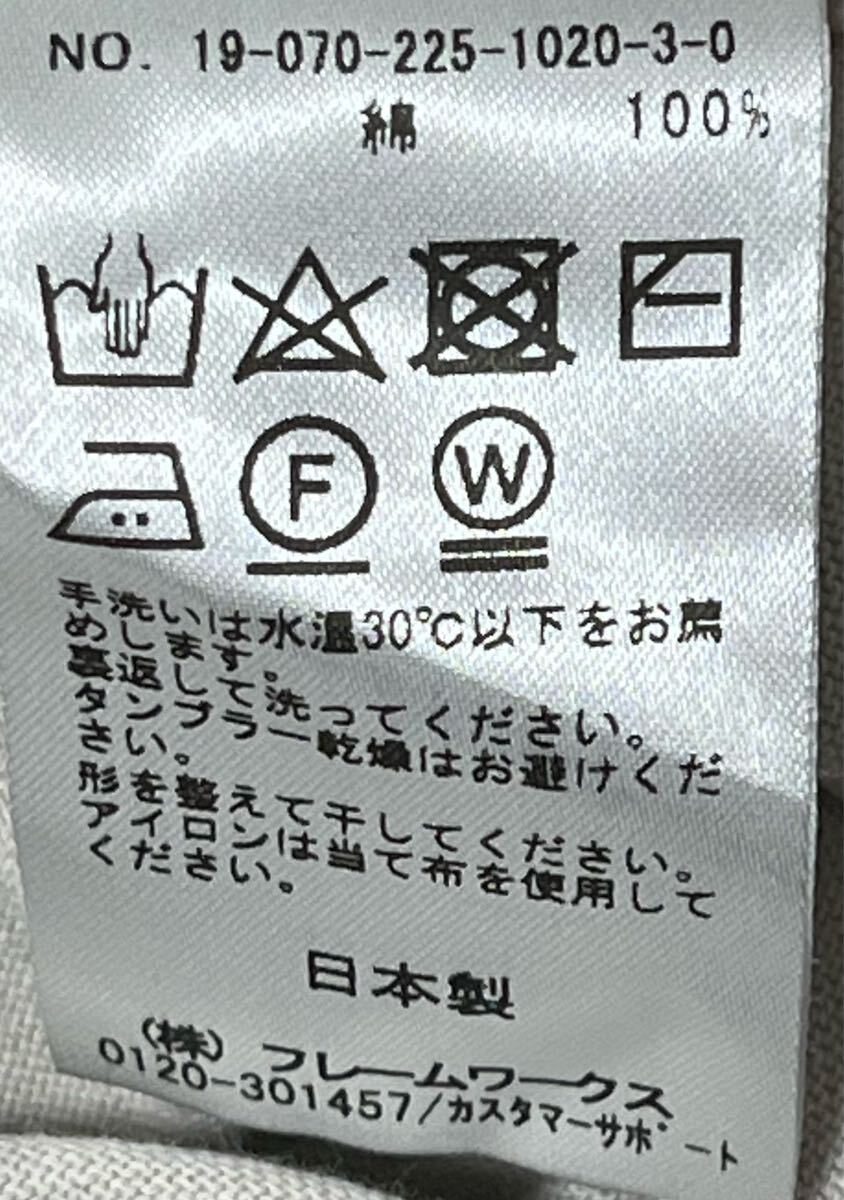 NO. 19-070-225-1020-3-0
綿 100%
F
W
手洗いは水温30℃以下をお薦
めします。
裏返して洗ってください。
タンブラー乾燥はお避けくだ
さい。
形を整えて干してください。
アイロンは当て布を使用して
ください。
日本製
(株) フレームワークス
0120-301457/カスタマーサポート